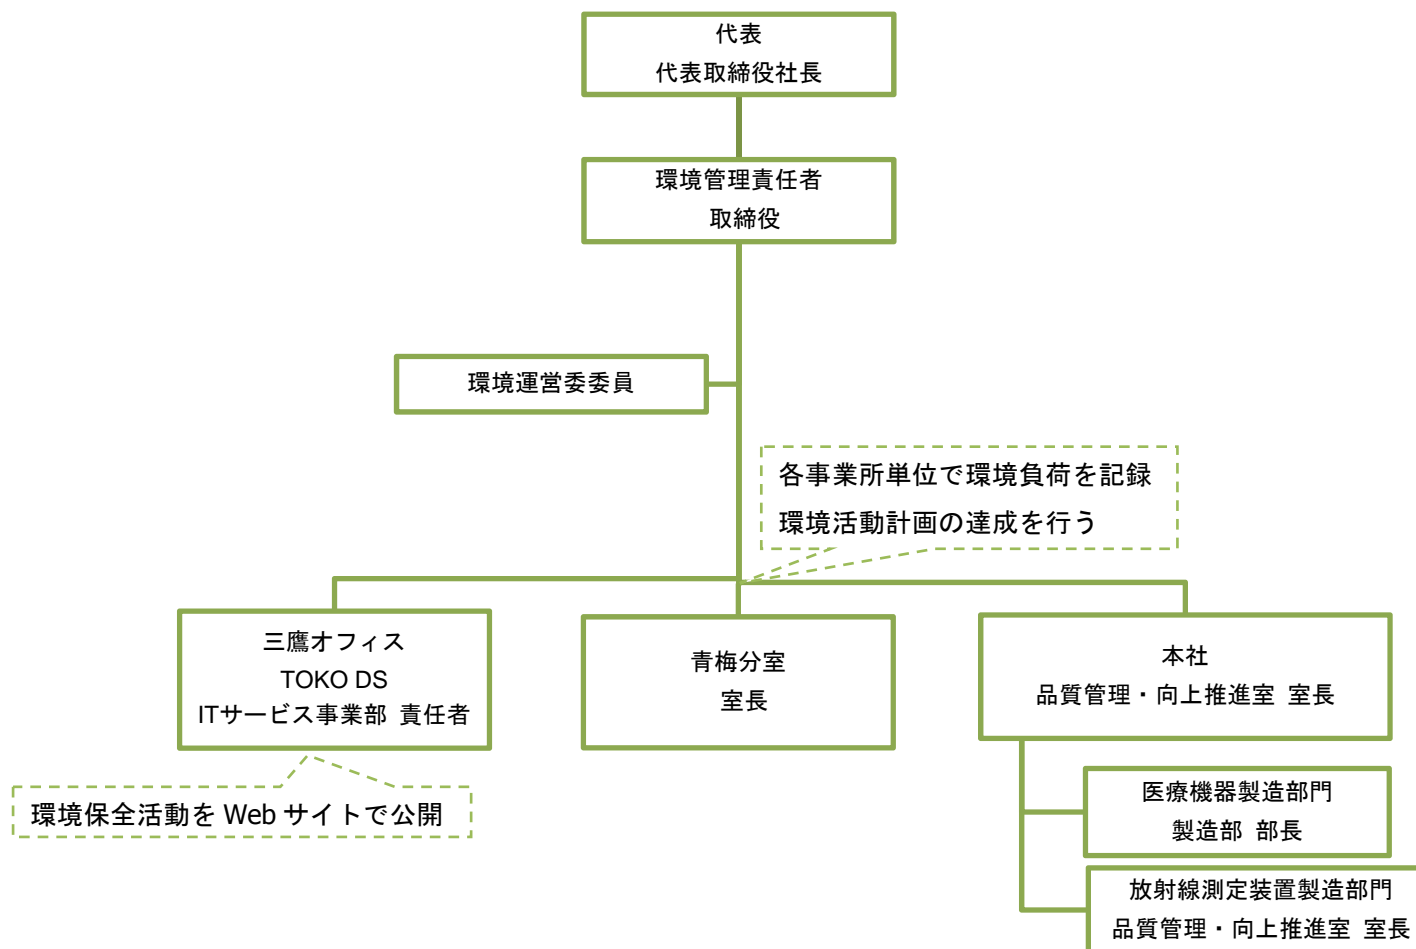 代表
代表取締役社長
環境管理責任者
取締役
環境運営委委員
各事業所単位で環境負荷を記録
環境活動計画の達成を行う
三鷹オフィス
TOKO DS
ITサービス事業部 責任者
青梅分室
室長
本社
品質管理・向上推進室 室長
環境保全活動を Web サイトで公開
医療機器製造部門
製造部 部長
放射線測定装置製造部門
品質管理・向上推進室 室長